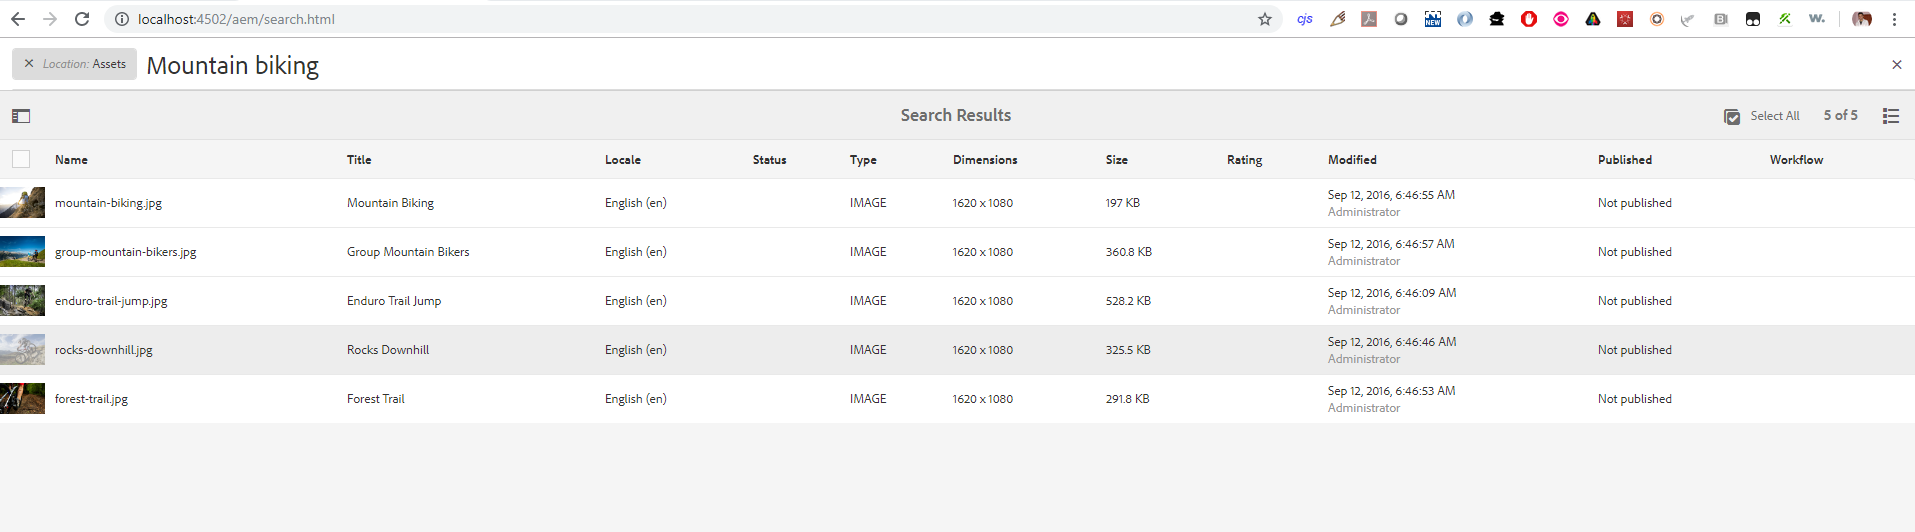 localhost:4502/aem/search.html
cjs NEW B w.
Location: Assets Mountain biking
Search Results Select All 5 of 5
Name Title Locale Status Type Dimensions Size Rating Modified Published Workflow
mountain-biking.jpg Mountain Biking English (en) IMAGE 1620 x 1080 197 KB Sep 12, 2016, 6:46:55 AM Not published
Administrator
group-mountain-bikers.jpg Group Mountain Bikers English (en) IMAGE 1620 x 1080 360.8 KB Sep 12, 2016, 6:46:57 AM Not published
Administrator
enduro-trail-jump.jpg Enduro Trail Jump English (en) IMAGE 1620 x 1080 528.2 KB Sep 12, 2016, 6:46:09 AM Not published
Administrator
rocks-downhill.jpg Rocks Downhill English (en) IMAGE 1620 x 1080 325.5 KB Sep 12, 2016, 6:46:46 AM Not published
Administrator
forest-trail.jpg Forest Trail English (en) IMAGE 1620 x 1080 291.8 KB Sep 12, 2016, 6:46:53 AM Not published
Administrator